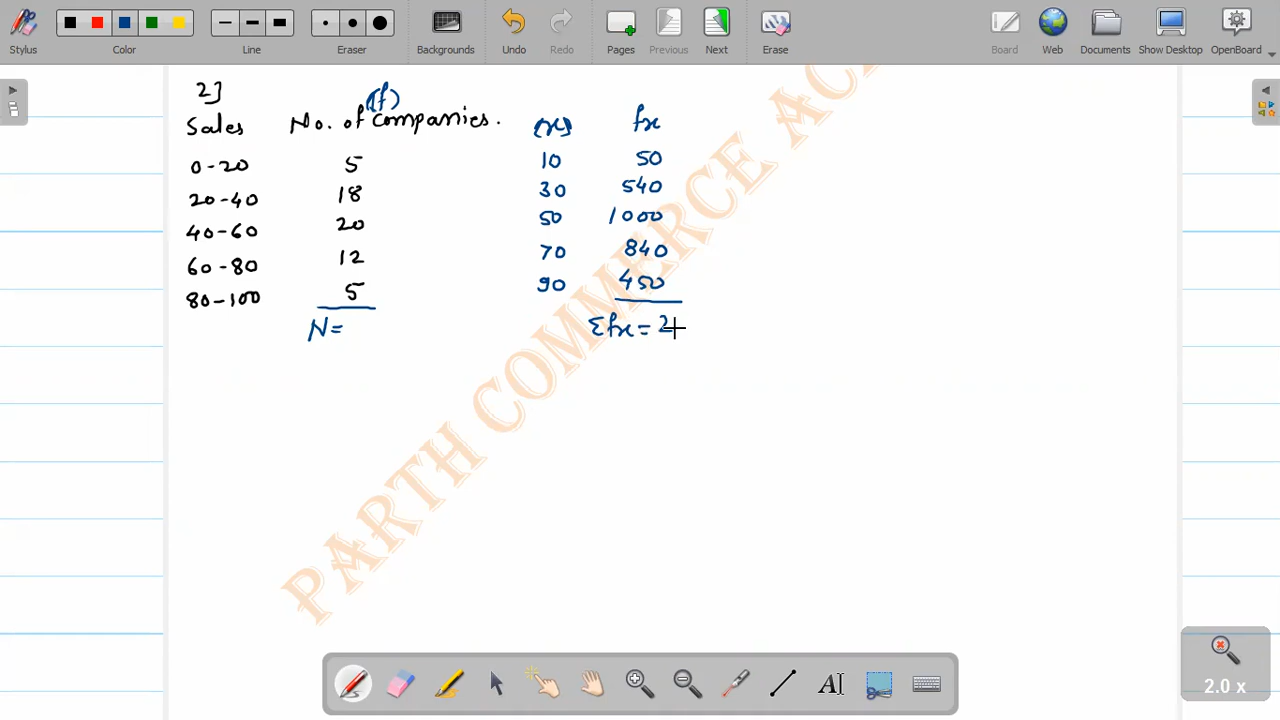 Stylus Color Line Eraser Backgrounds Undo Redo Pages Previous Next Erase Board Web Documents Show Desktop OpenBoard
2]
(f)
Sales No. of companies. (x) fx
0-20 5 10 50
20-40 18 30 540
40-60 20 50 1000
60-80 12 70 840
80-100 5 90 450
N= Σfx= 2
PARTH COMMERCE AC
2.0 x